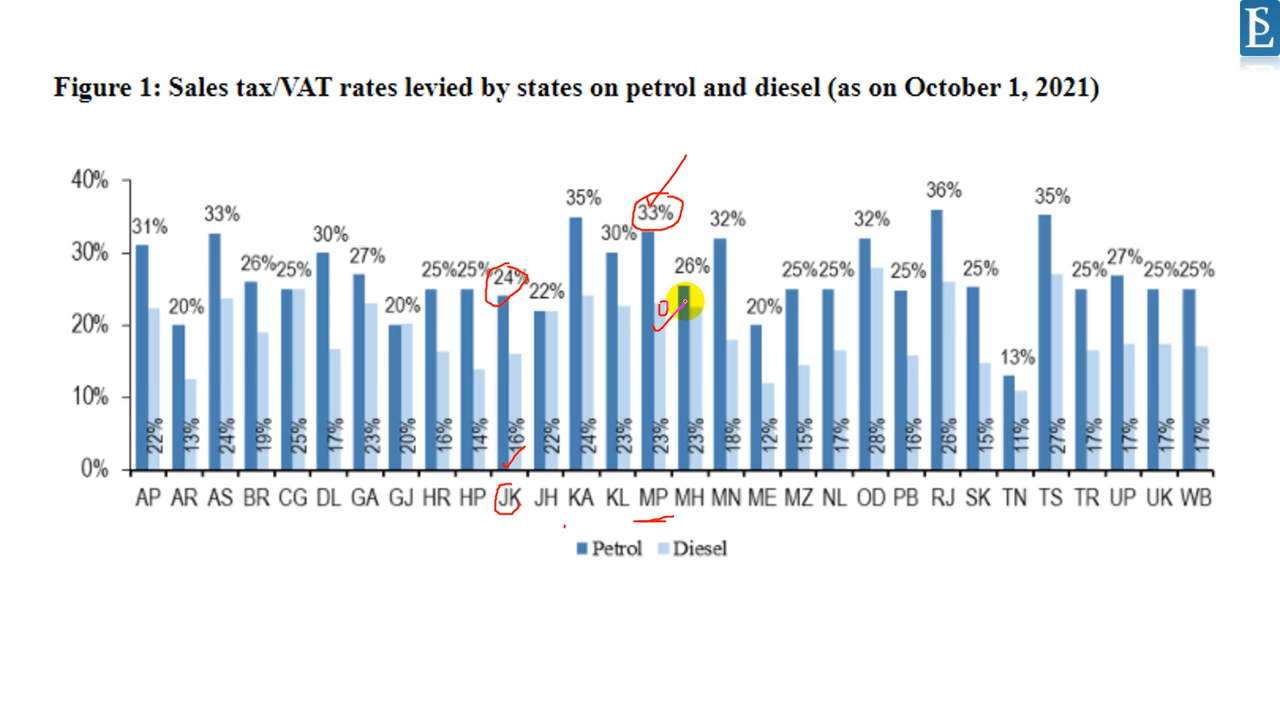 LS
Figure 1: Sales tax/VAT rates levied by states on petrol and diesel (as on October 1, 2021)
40%
30%
20%
10%
0%
31% 20% 33% 26% 25% 30% 27% 20% 25% 25% 24% 22% 35% 30% 33% 26% 32% 20% 25% 25% 32% 25% 36% 25% 13% 35% 25% 27% 25% 25%
22% 13% 24% 19% 25% 17% 23% 20% 16% 14% 16% 22% 24% 23% 23% 23% 18% 12% 15% 17% 28% 16% 26% 15% 11% 27% 17% 17% 17% 17%
AP AR AS BR CG DL GA GJ HR HP JK JH KA KL MP MH MN ME MZ NL OD PB RJ SK TN TS TR UP UK WB
Petrol Diesel